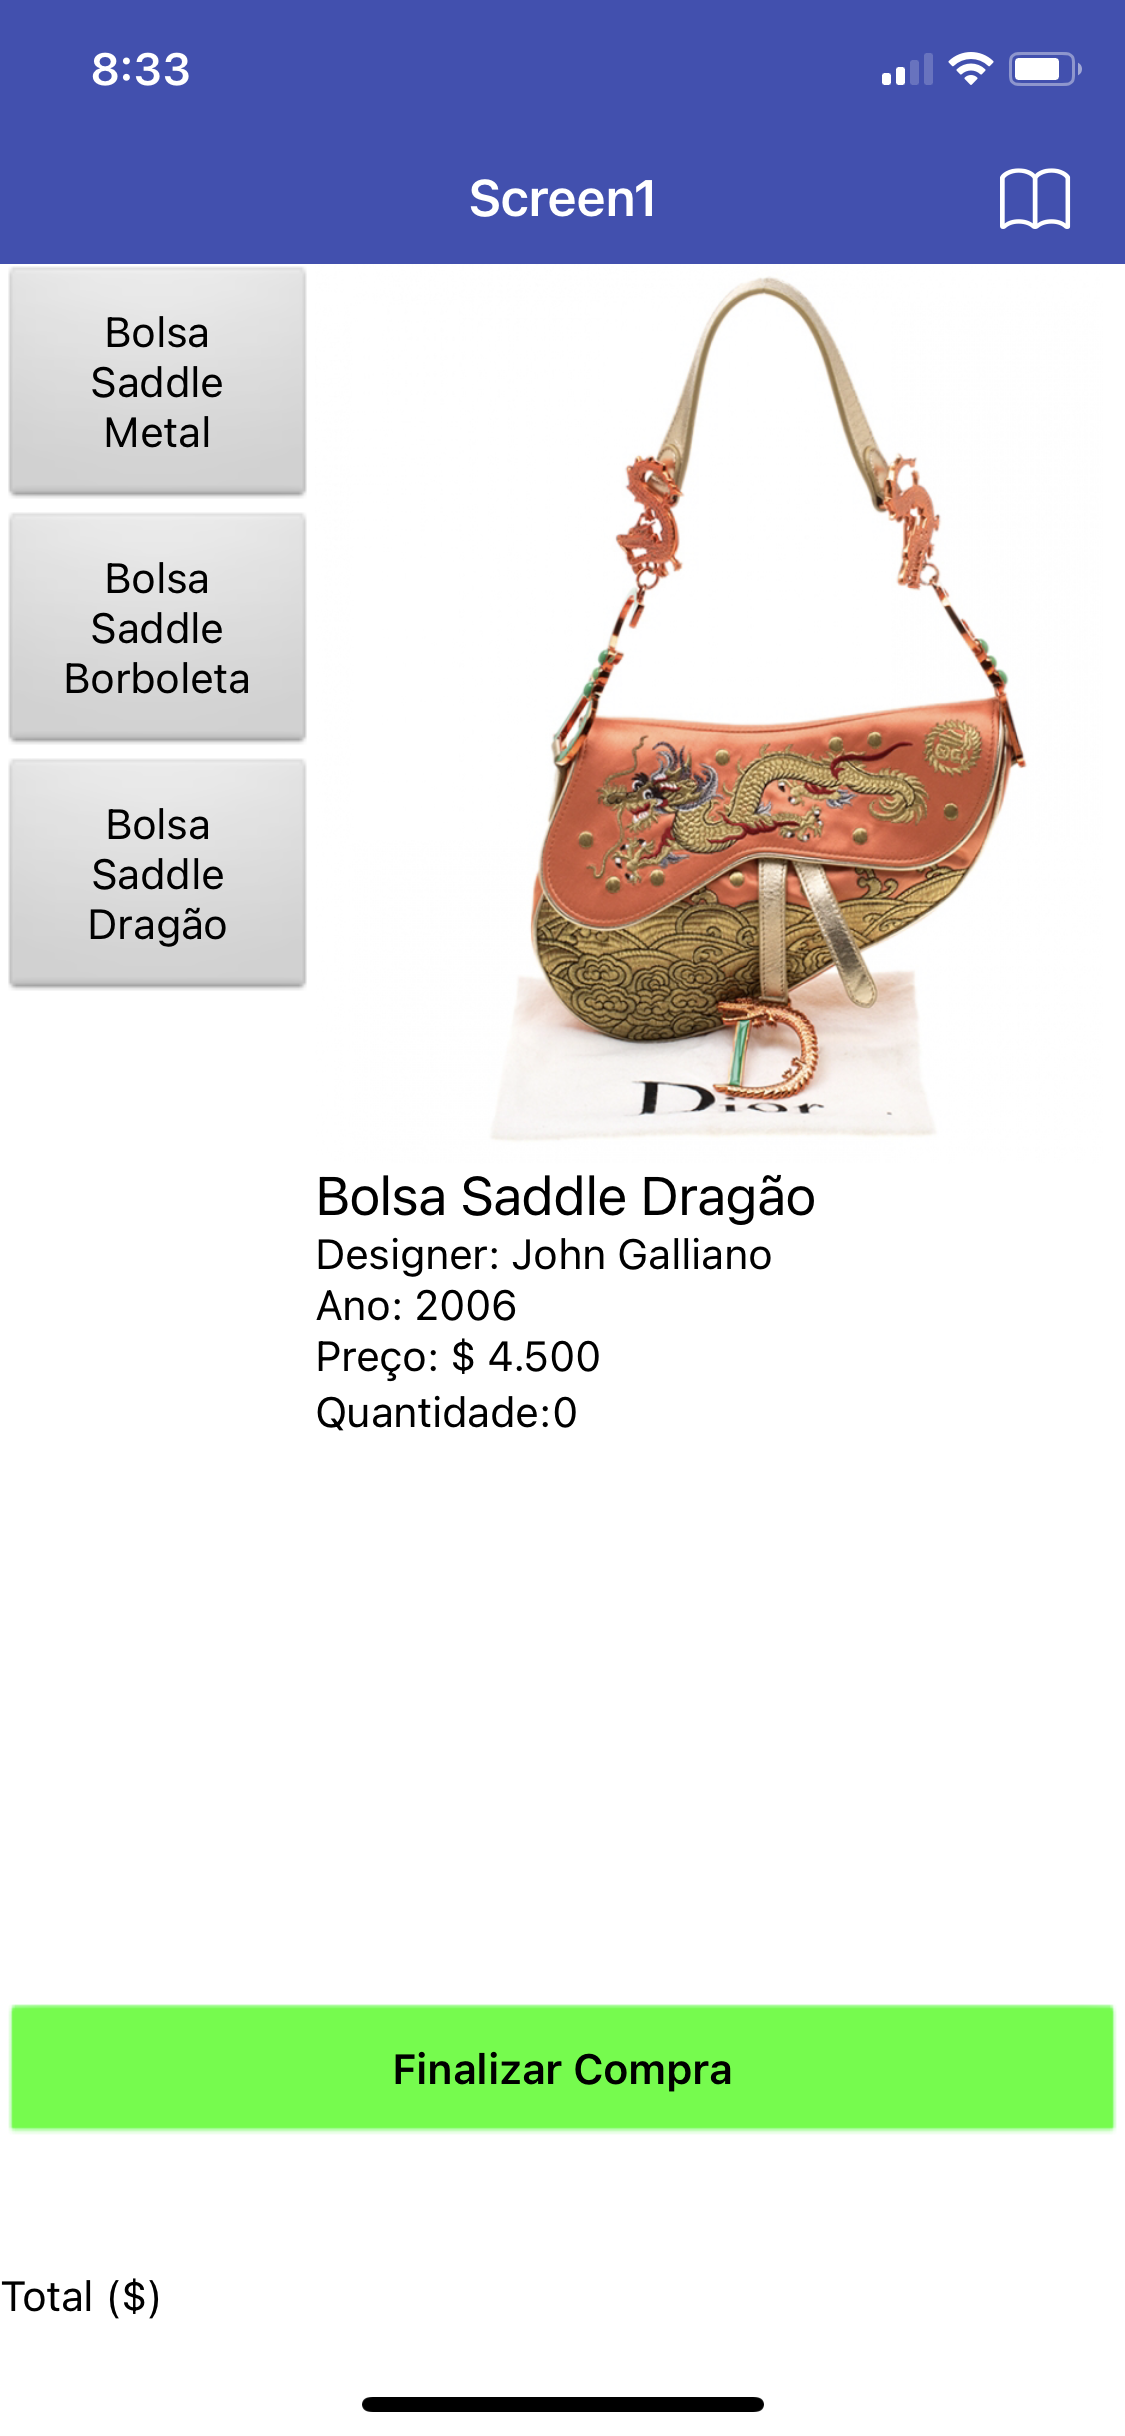 8:33
Screen1
Bolsa
Saddle
Metal
Bolsa
Saddle
Borboleta
Bolsa
Saddle
Dragão
Dior
Bolsa Saddle Dragão
Designer: John Galliano
Ano: 2006
Preço: $ 4.500
Quantidade:0
Finalizar Compra
Total ($)